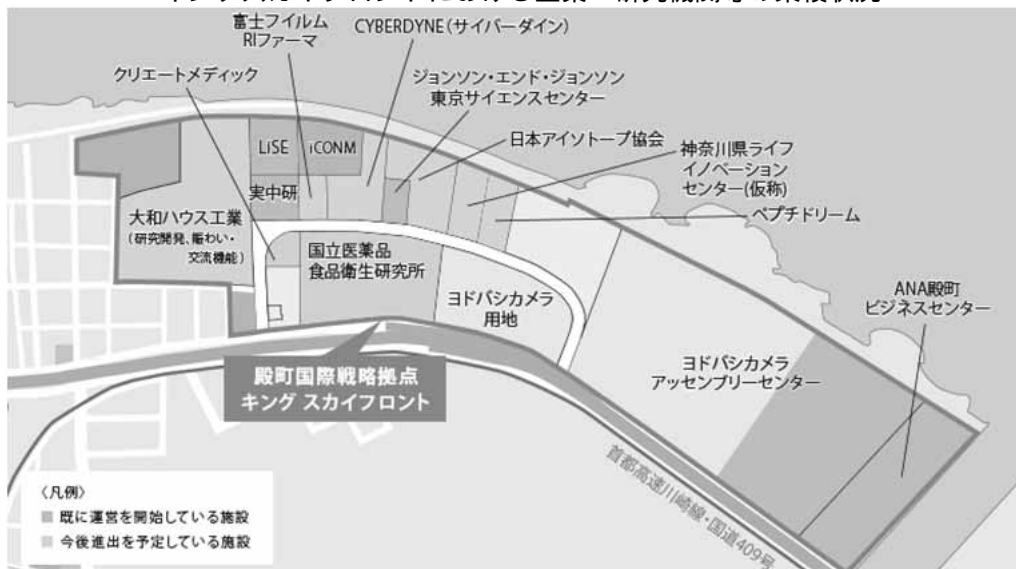 富士フイルム
RIファーマ
CYBERDYNE(サイバーダイン)
クリエートメディック
ジョンソン・エンド・ジョンソン
東京サイエンスセンター
日本アイソトープ協会
神奈川県ライフ
イノベーション
センター(仮称)
ペプチドリーム
LiSE
iCONM
実中研
大和ハウス工業
(研究開発、賑わい・
交流機能)
国立医薬品
食品衛生研究所
ヨドバシカメラ
用地
ANA殿町
ビジネスセンター
ヨドバシカメラ
アッセンブリーセンター
殿町国際戦略拠点
キング スカイフロント
首都高速川崎線・国道409号
〈凡例〉
既に運営を開始している施設
今後進出を予定している施設